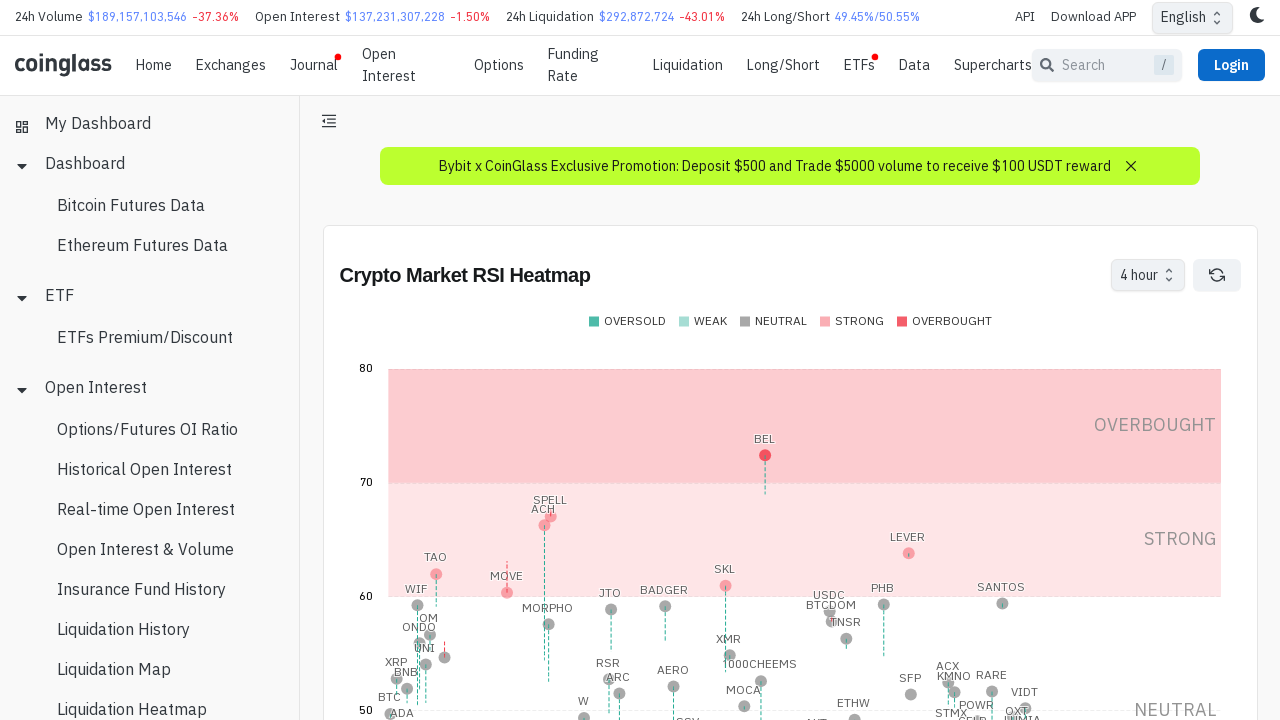 24h Volume $189,157,103,546 -37.36% Open Interest $137,231,307,228 -1.50% 24h Liquidation $292,872,724 -43.01% 24h Long/Short 49.45%/50.55% API Download APP English
coinglass Home Exchanges Journal Open Interest Options Funding Rate Liquidation Long/Short ETFs Data Supercharts Search / Login
My Dashboard
Dashboard
Bitcoin Futures Data
Ethereum Futures Data
ETF
ETFs Premium/Discount
Open Interest
Options/Futures OI Ratio
Historical Open Interest
Real-time Open Interest
Open Interest & Volume
Insurance Fund History
Liquidation History
Liquidation Map
Liquidation Heatmap
Bybit x CoinGlass Exclusive Promotion: Deposit $500 and Trade $5000 volume to receive $100 USDT reward
Crypto Market RSI Heatmap 4 hour
OVERSOLD WEAK NEUTRAL STRONG OVERBOUGHT
80
OVERBOUGHT
BEL
70
SPELL
ACH
LEVER
STRONG
TAO
SKL
MOVE
WIF JTO BADGER PHB SANTOS
60
USDC
MORPHO BTCDOM
OM
ONDO TNSR
XMR
UNI
XRP RSR 1000CHEEMS ACX
BNB ARC AERO SFP KMNO RARE
MOCA VIDT
BTC W ETHW POWR
50
ADA STMX OXT NEUTRAL